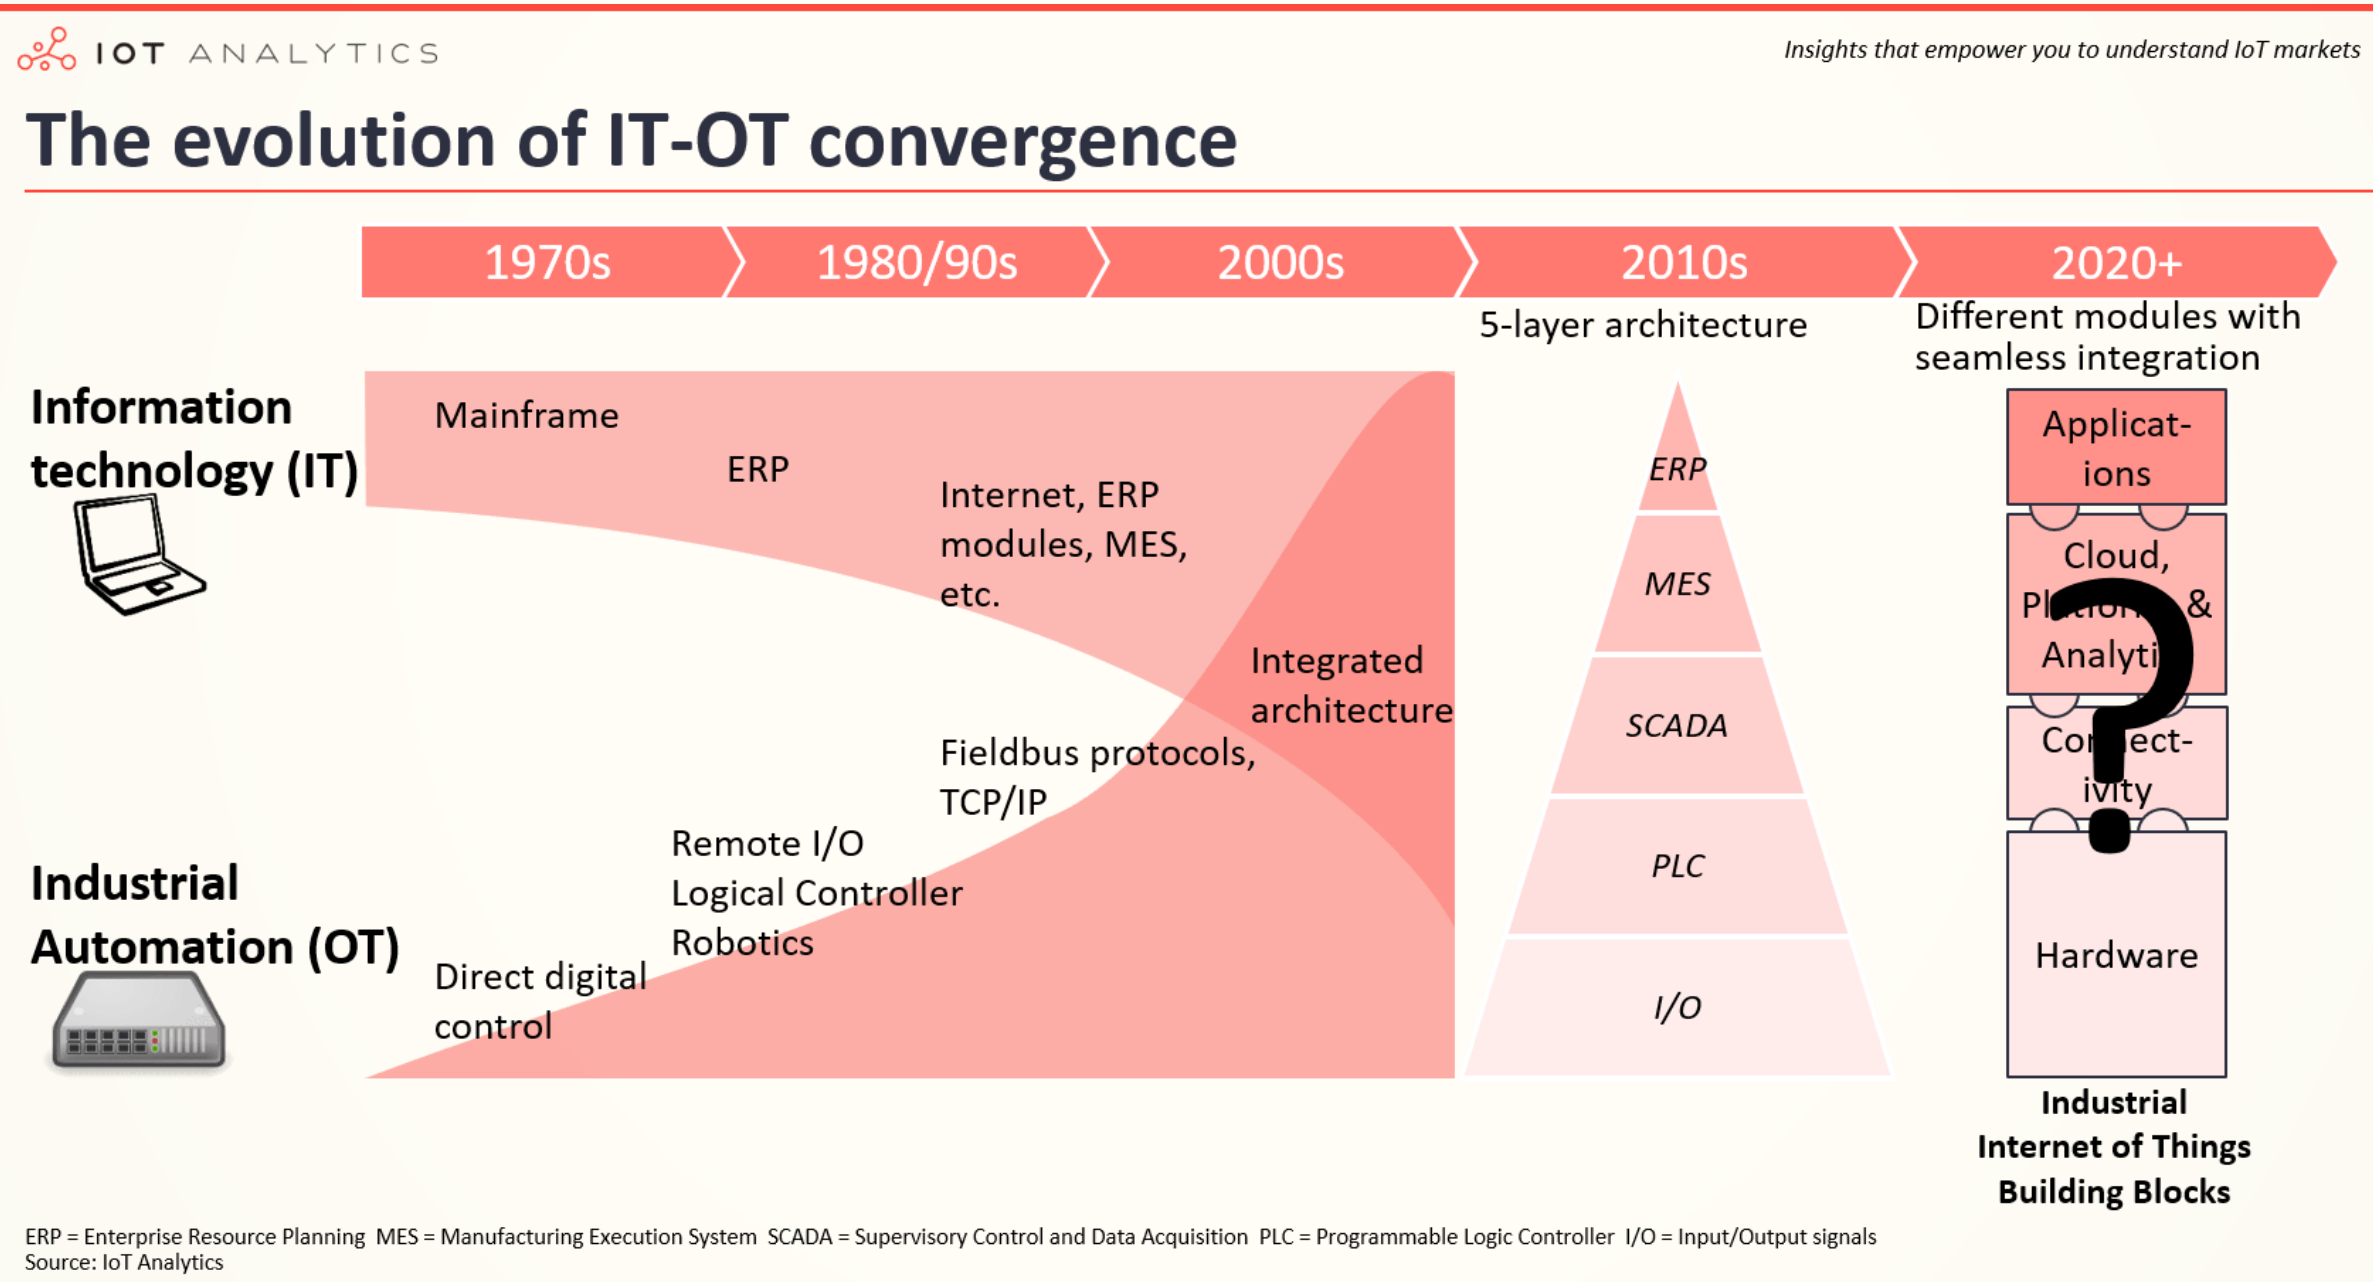 IOT ANALYTICS
Insights that empower you to understand IoT markets
The evolution of IT-OT convergence
1970s
1980/90s
2000s
2010s
2020+
5-layer architecture
Different modules with
seamless integration
Information
technology (IT)
Mainframe
ERP
Internet, ERP
modules, MES,
etc.
Integrated
architecture
Fieldbus protocols,
TCP/IP
Remote I/O
Logical Controller
Robotics
Direct digital
control
Industrial
Automation (OT)
ERP
MES
SCADA
PLC
I/O
Applicat-
ions
Cloud,
&
?
ivity
Hardware
Industrial
Internet of Things
Building Blocks
ERP = Enterprise Resource Planning MES = Manufacturing Execution System SCADA = Supervisory Control and Data Acquisition PLC = Programmable Logic Controller I/O = Input/Output signals
Source: IoT Analytics